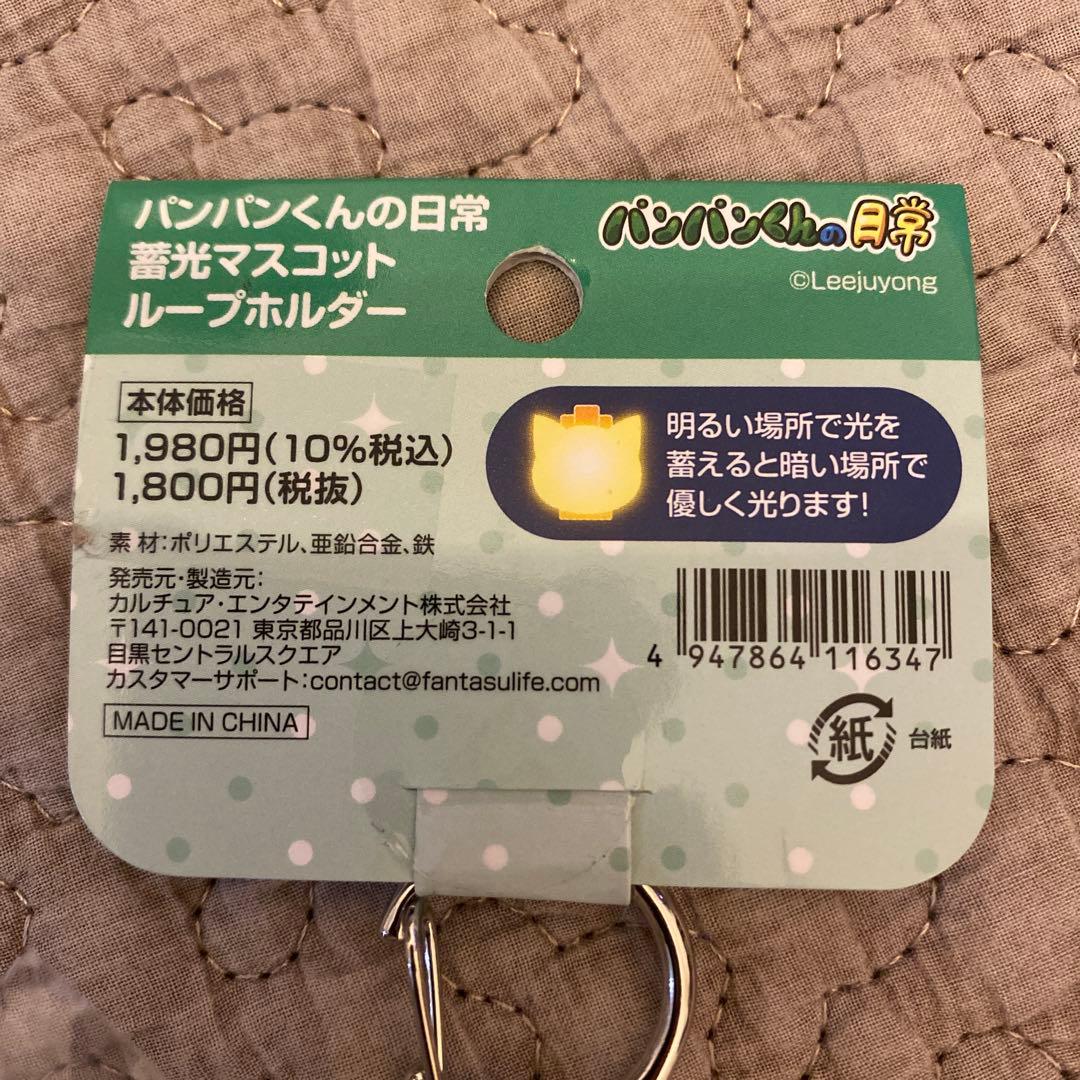 パンパンくんの日常
蓄光マスコット
ループホルダー
パンパンくんの日常
©Leejuyong
本体価格
1,980円(10%税込)
1,800円(税抜)
明るい場所で光を
蓄えると暗い場所で
優しく光ります!
素 材:ポリエステル、亜鉛合金、鉄
発売元・製造元:
カルチュア・エンタテインメント株式会社
〒141-0021 東京都品川区上大崎3-1-1
目黒セントラルスクエア
カスタマーサポート:contact@fantasulife.com
MADE IN CHINA
4 947864 116347
紙 台紙